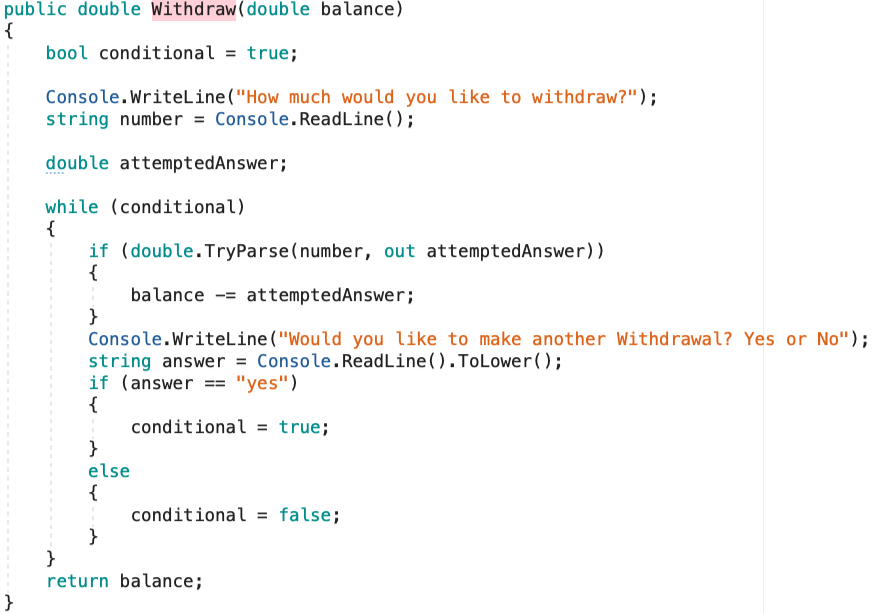 public double Withdraw(double balance)
{
    bool conditional = true;

    Console.WriteLine("How much would you like to withdraw?");
    string number = Console.ReadLine();

    double attemptedAnswer;

    while (conditional)
    {
        if (double.TryParse(number, out attemptedAnswer))
        {
            balance -= attemptedAnswer;
        }
        Console.WriteLine("Would you like to make another Withdrawal? Yes or No");
        string answer = Console.ReadLine().ToLower();
        if (answer == "yes")
        {
            conditional = true;
        }
        else
        {
            conditional = false;
        }
    }
    return balance;
}